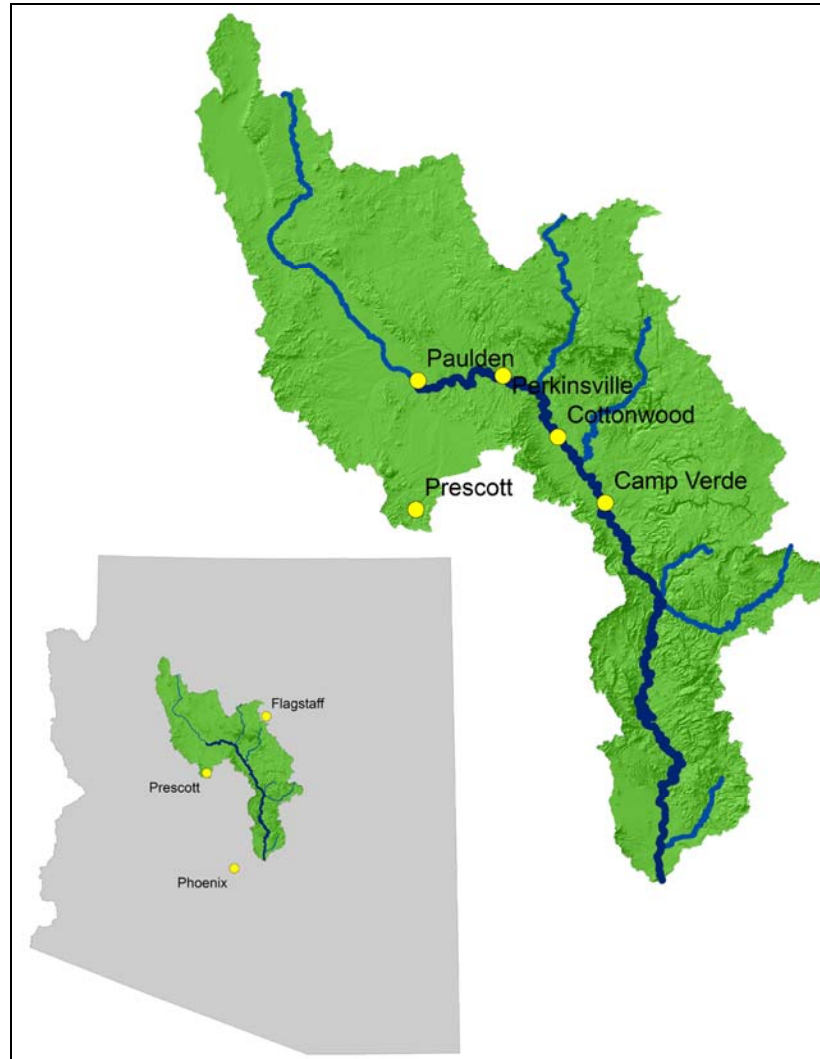 Paulden
Perkinsville
Cottonwood
Prescott
Camp Verde
Flagstaff
Prescott
Phoenix